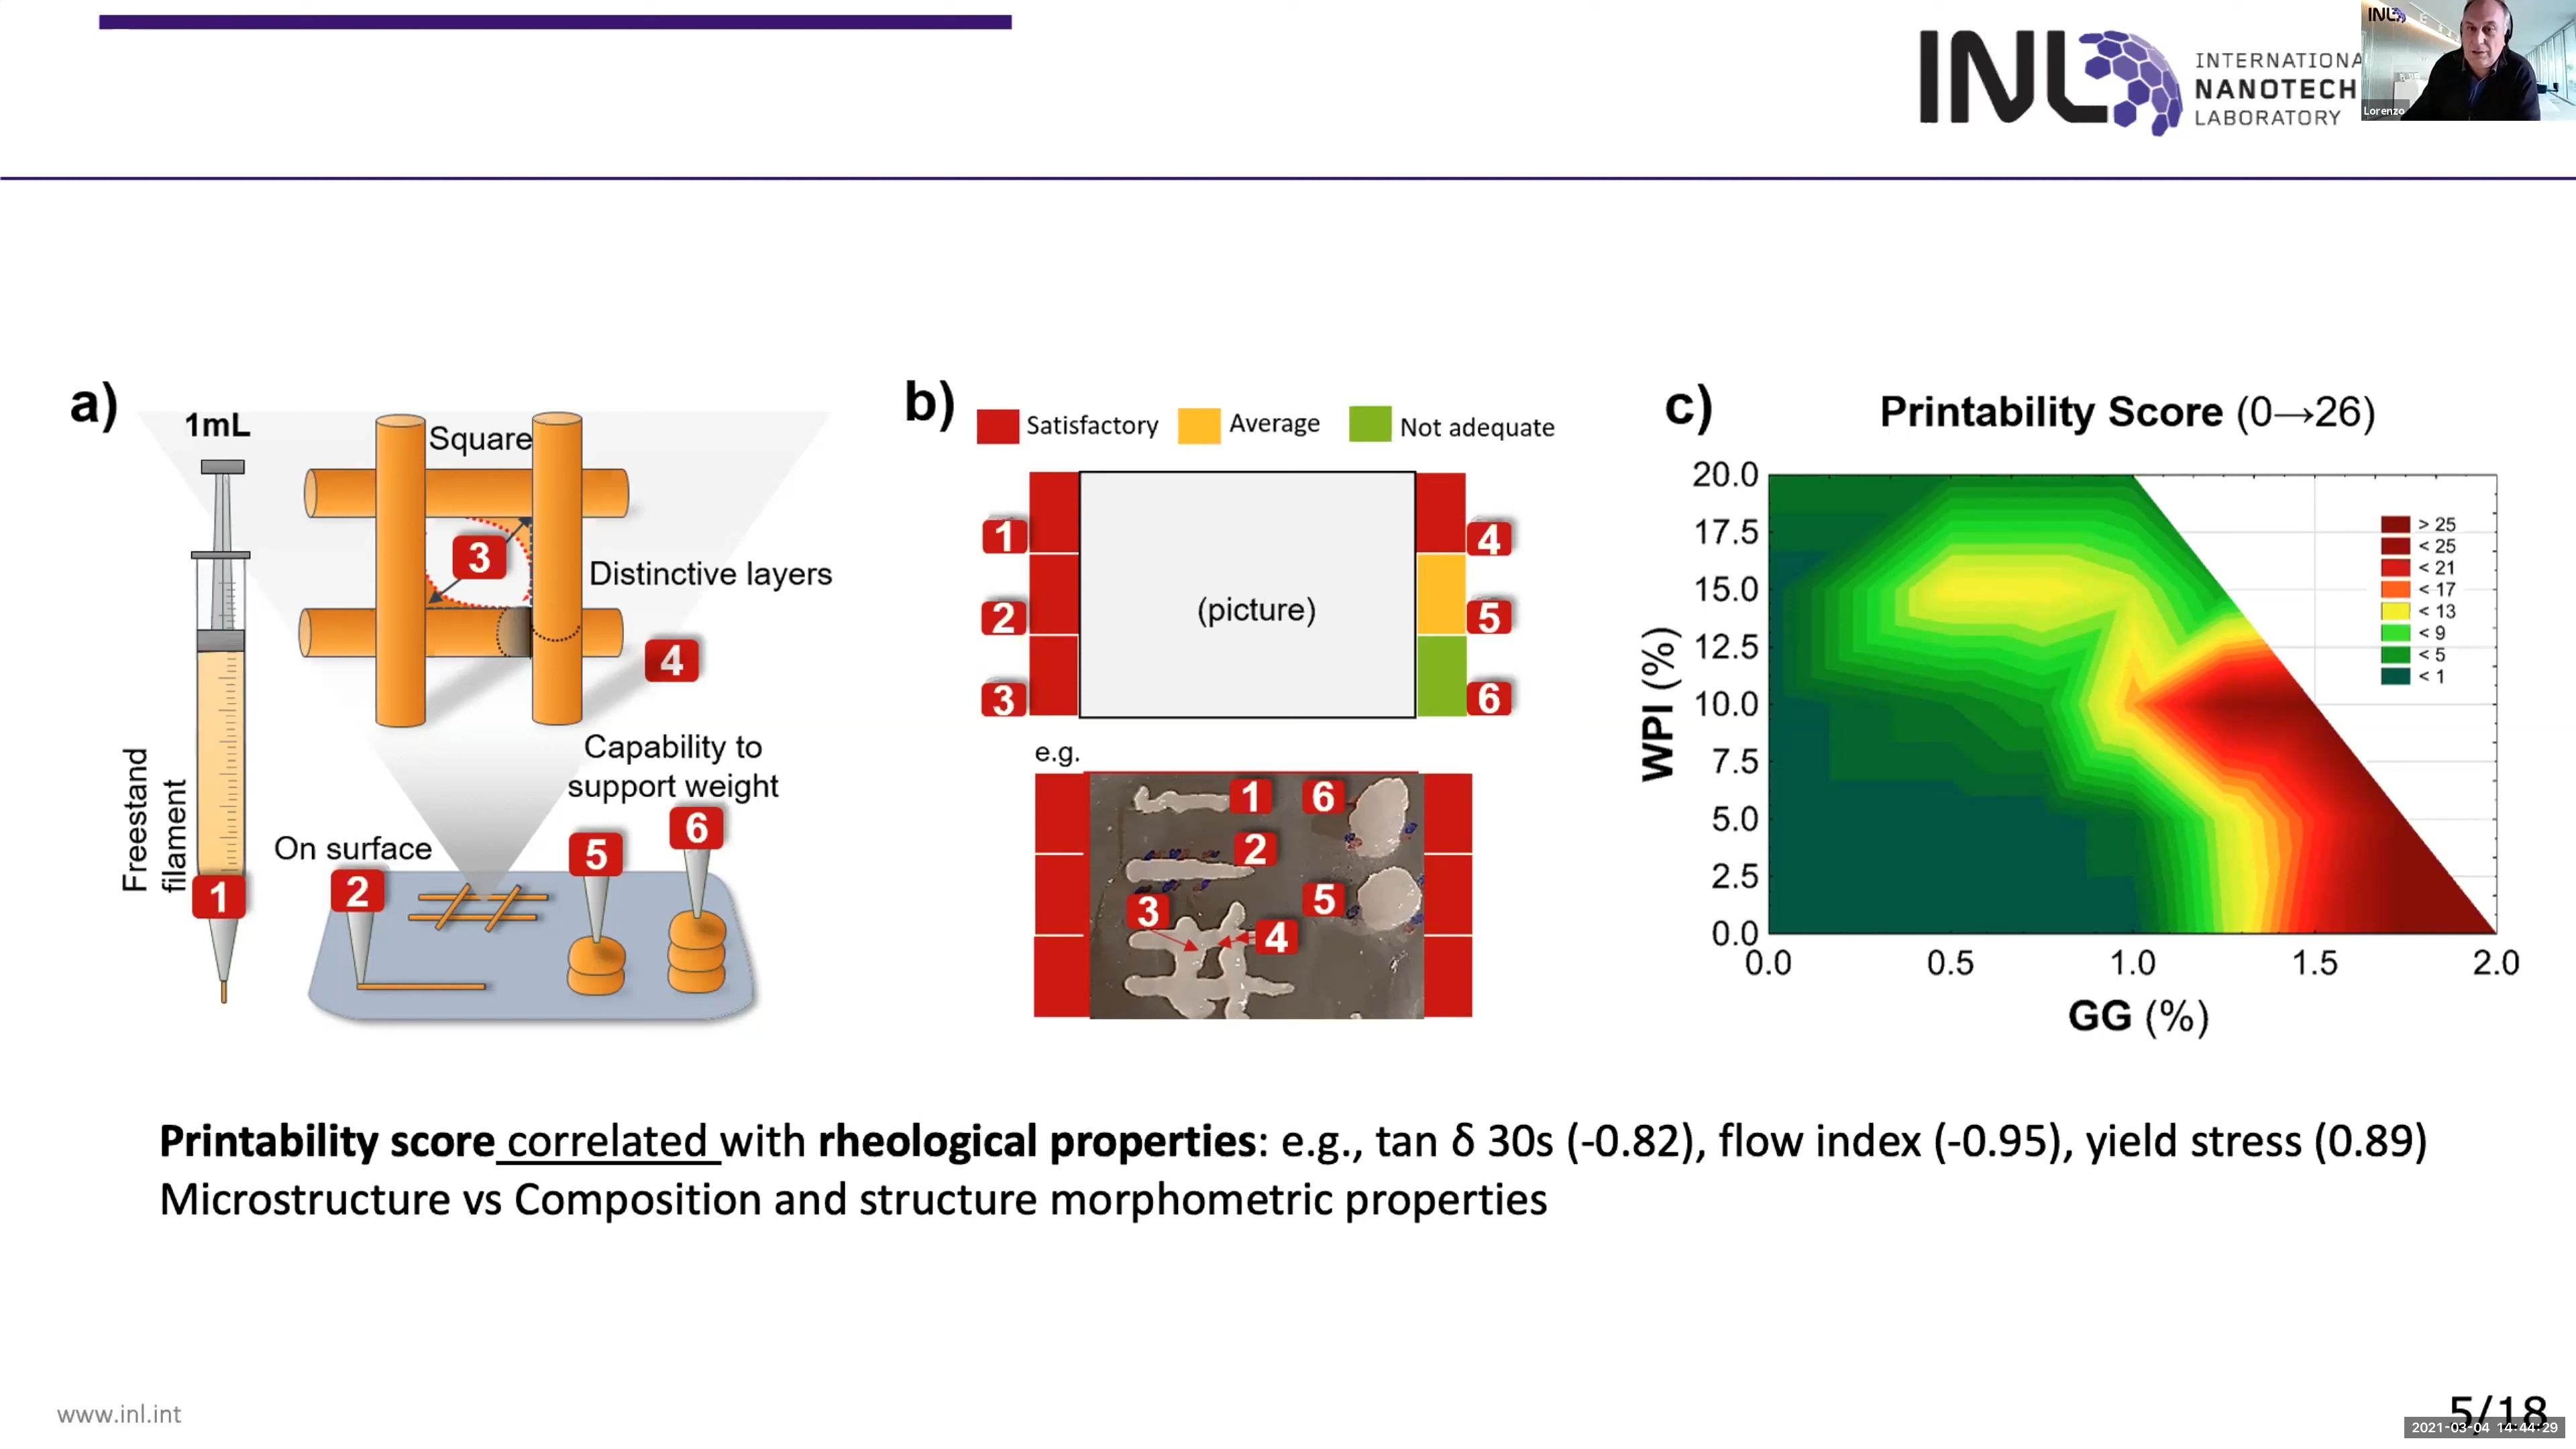 INL
INTERNATIONA
NANOTECH
LABORATORY
INL
Lorenzo
a)
1mL
Square
3
Distinctive layers
4
Capability to
support weight
Freestand
filament
On surface
1
2
5
6
b)
Satisfactory
Average
Not adequate
1
2
3
(picture)
4
5
6
e.g.
1
6
2
5
3
4
c)
Printability Score (0→26)
WPI (%)
20.0
17.5
15.0
12.5
10.0
7.5
5.0
2.5
0.0
> 25
< 25
< 21
< 17
< 13
< 9
< 5
< 1
0.0 0.5 1.0 1.5 2.0
GG (%)
Printability score correlated with rheological properties: e.g., tan δ 30s (-0.82), flow index (-0.95), yield stress (0.89)
Microstructure vs Composition and structure morphometric properties
www.inl.int
5/18
2021-03-04 14:44:29